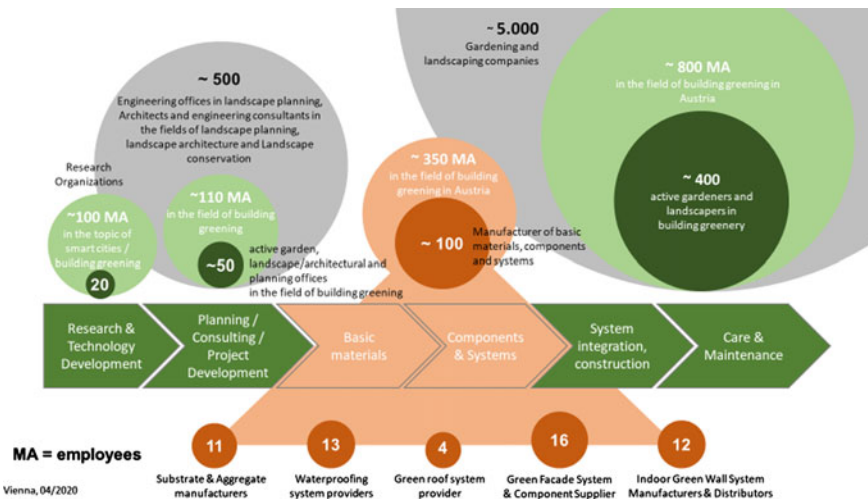 ~ 5.000
Gardening and
landscaping companies
~ 800 MA
in the field of building greening in
Austria
~ 400
active gardeners and
landscapers in
building greenery
~ 500
Engineering offices in landscape planning,
Architects and engineering consultants in
the fields of landscape planning,
landscape architecture and Landscape
conservation
Research
Organizations
~100 MA
in the topic of
smart cities /
building greening
20
~110 MA
in the field of building
greening
~50
active garden,
landscape/architectural and
planning offices
in the field of building greening
~ 350 MA
in the field of building
greening in Austria
~ 100
Manufacturer of basic
materials, components
and systems
Research &
Technology
Development
Planning /
Consulting /
Project
Development
Basic
materials
Components
& Systems
System
integration,
construction
Care &
Maintenance
11
Substrate & Aggregate
manufacturers
13
Waterproofing
system providers
4
Green roof system
provider
16
Green Facade System
& Component Supplier
12
Indoor Green Wall System
Manufacturers & Distributors
MA = employees
Vienna, 04/2020